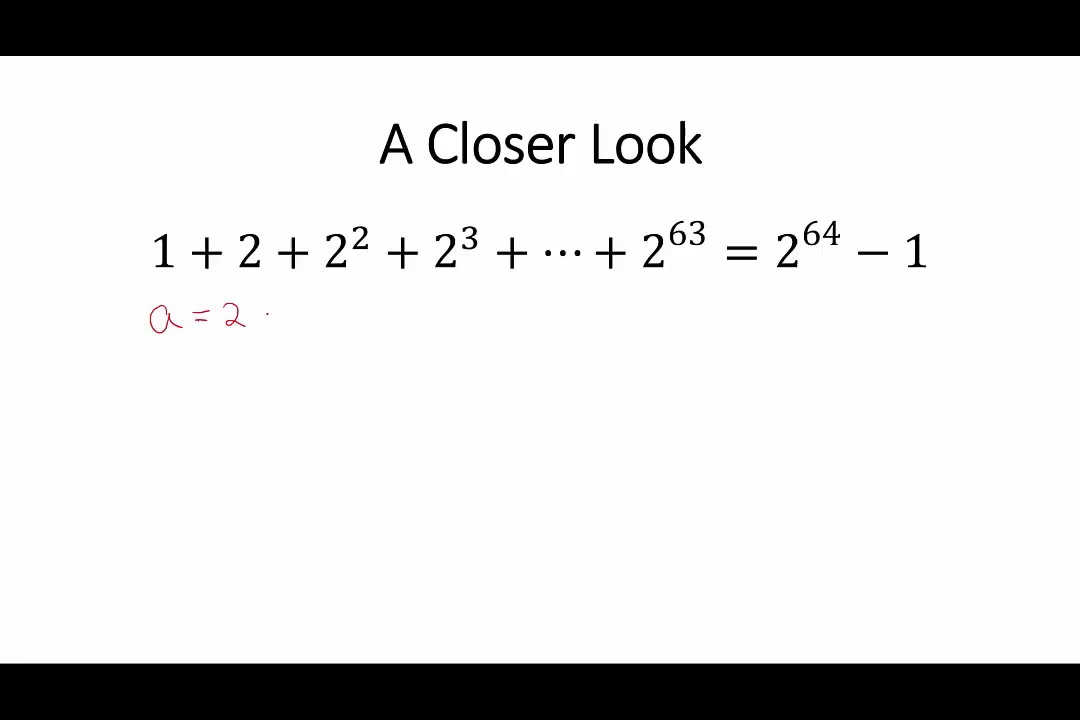 A Closer Look
1 + 2 + 2² + 2³ + ⋯ + 2⁶³ = 2⁶⁴ − 1
a = 2